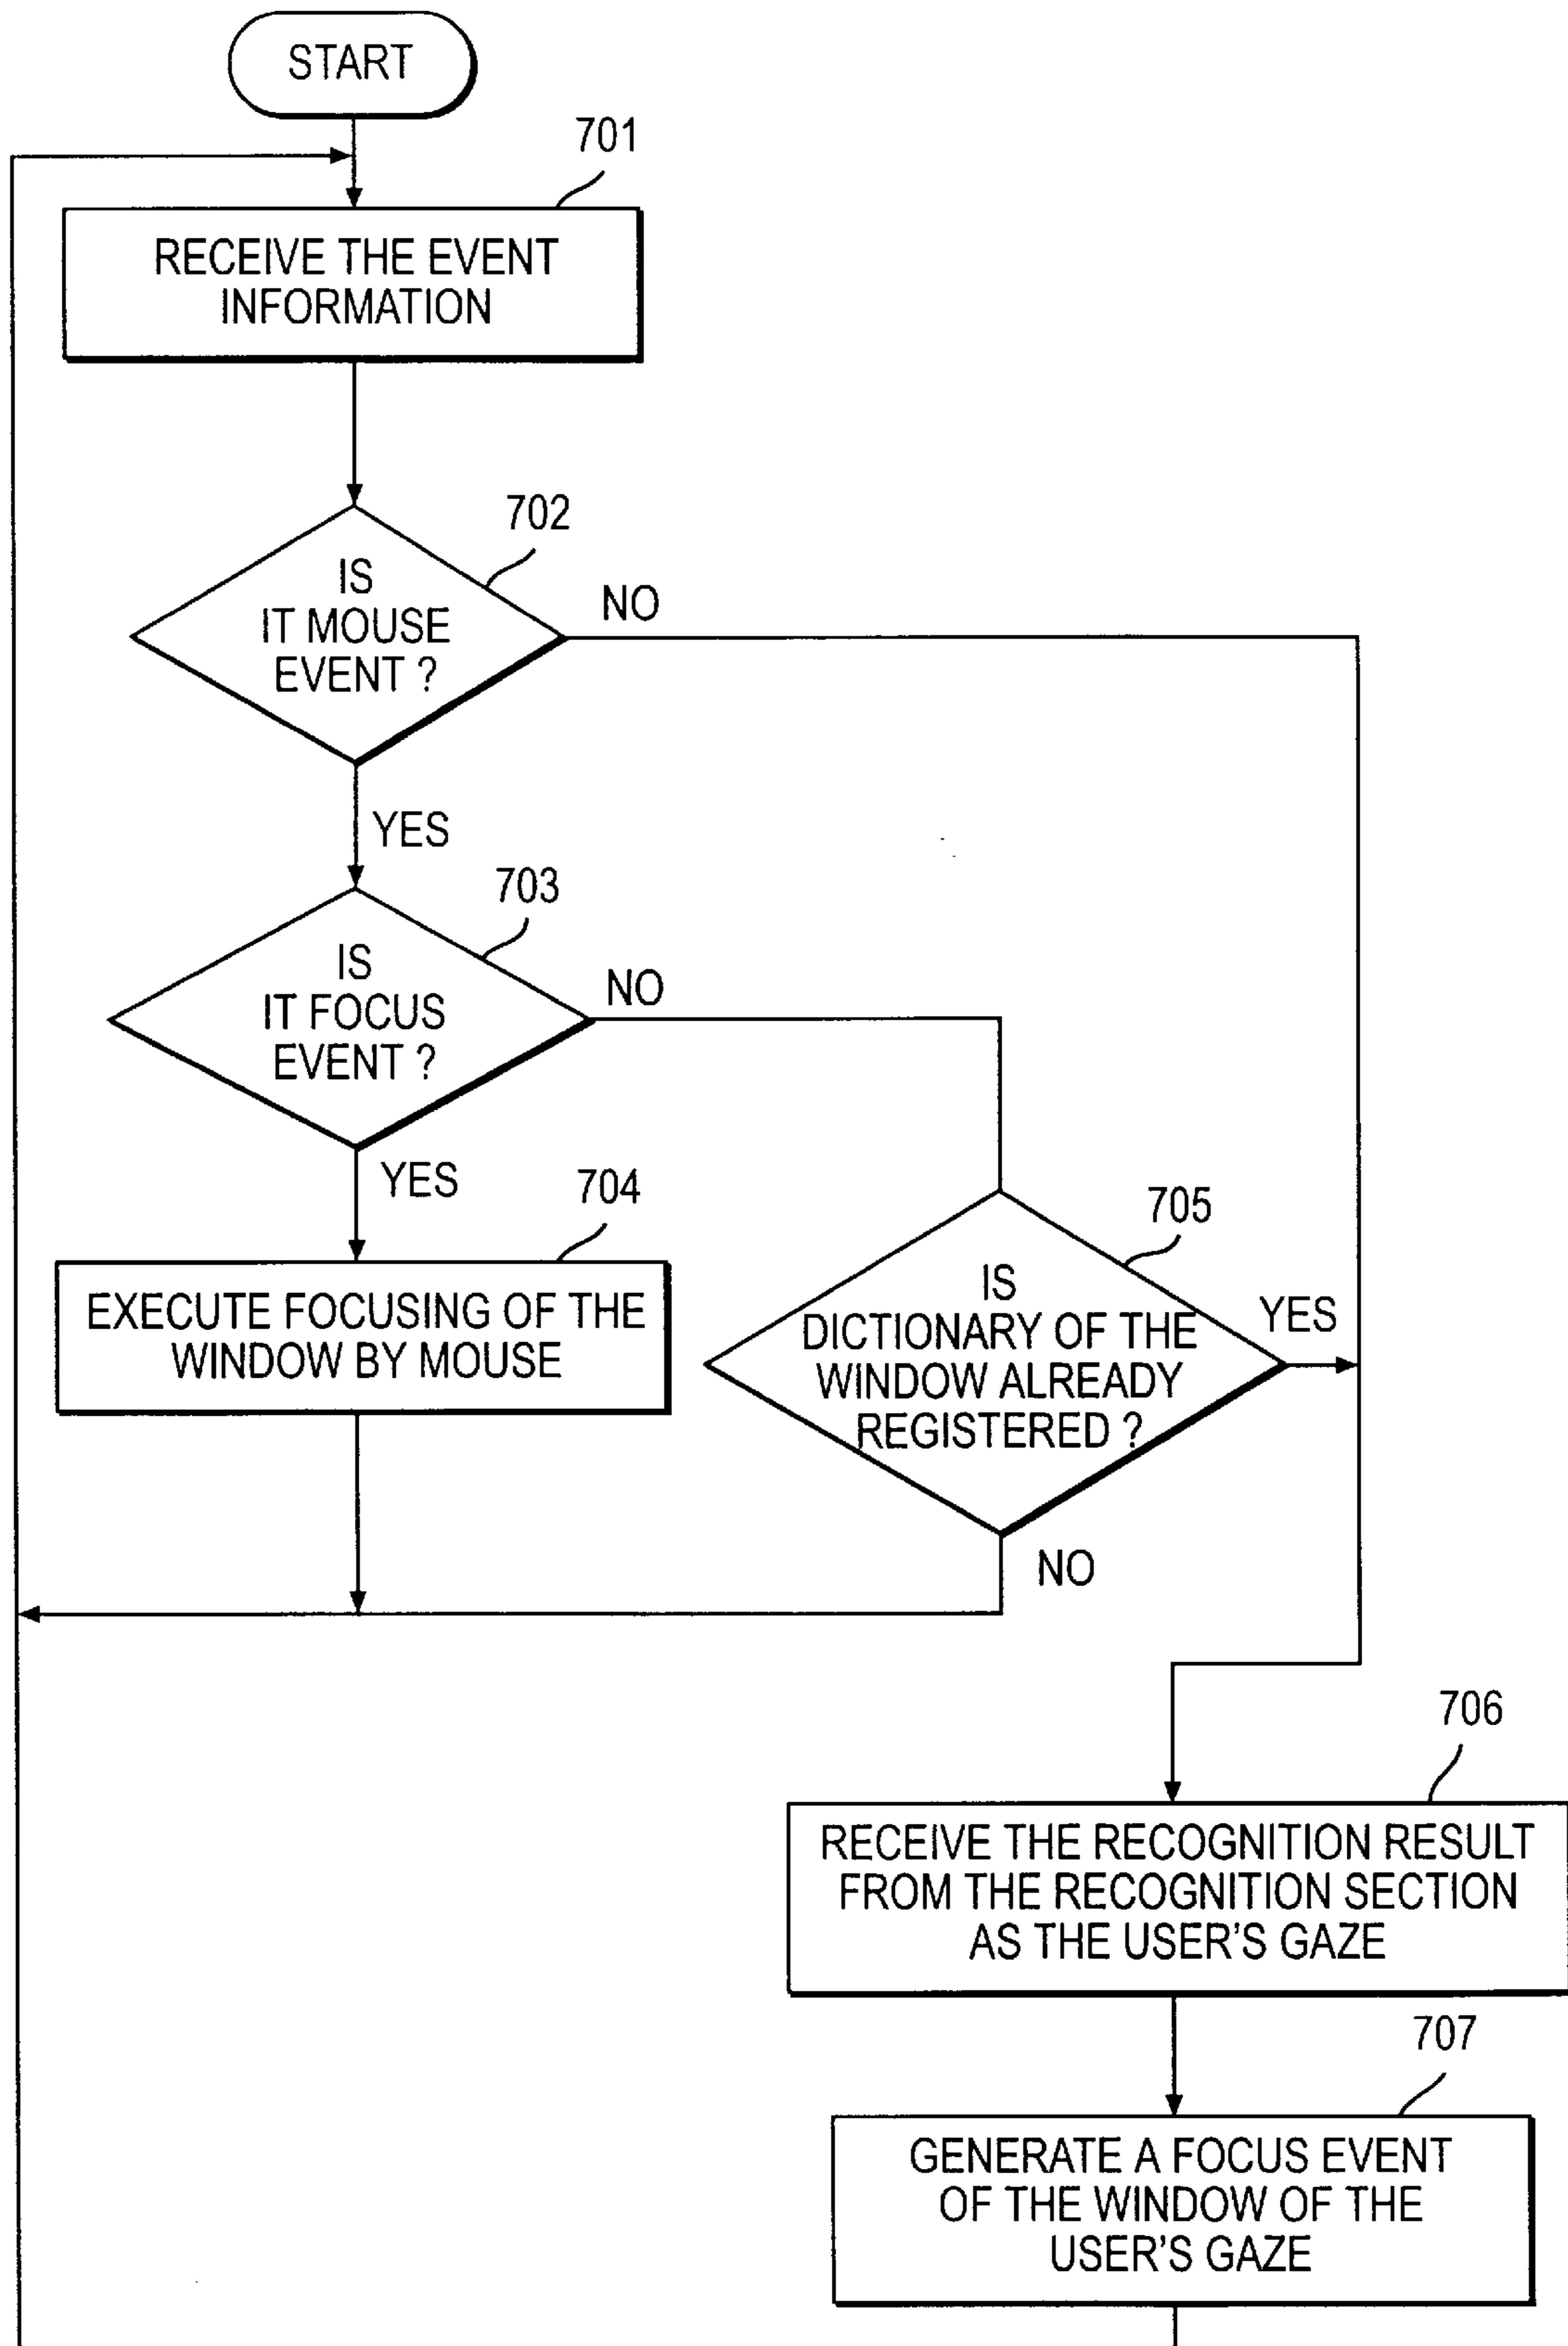 START
701
RECEIVE THE EVENT
INFORMATION
702
IS
IT MOUSE
EVENT ?
NO
YES
703
IS
IT FOCUS
EVENT ?
NO
YES
704
EXECUTE FOCUSING OF THE
WINDOW BY MOUSE
705
IS
DICTIONARY OF THE
WINDOW ALREADY
REGISTERED ?
YES
NO
706
RECEIVE THE RECOGNITION RESULT
FROM THE RECOGNITION SECTION
AS THE USER'S GAZE
707
GENERATE A FOCUS EVENT
OF THE WINDOW OF THE
USER'S GAZE